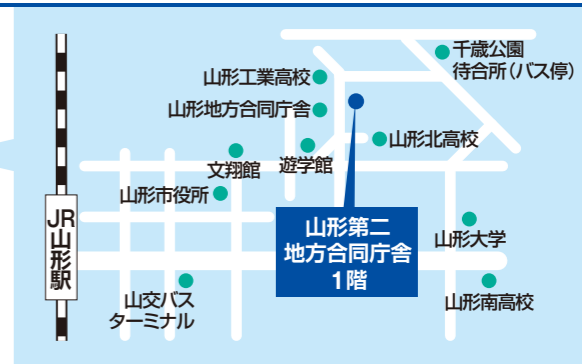 千歳公園
待合所（バス停）
山形工業高校
山形地方合同庁舎
山形北高校
文翔館
遊学館
山形市役所
JR山形駅
山形第二
地方合同庁舎
1階
山形大学
山交バス
ターミナル
山形南高校